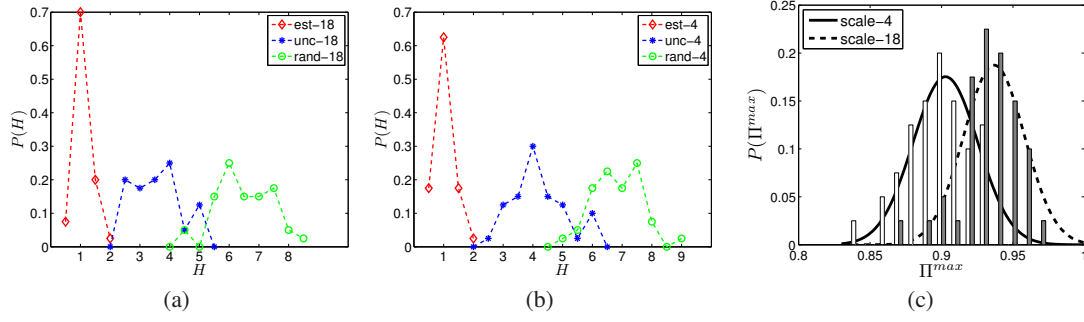 0.7
0.6
0.5
0.4
0.3
0.2
0.1
0
P(H)
1 2 3 4 5 6 7 8
H
est−18
unc−18
rand−18
(a)
0.7
0.6
0.5
0.4
0.3
0.2
0.1
0
P(H)
1 2 3 4 5 6 7 8 9
H
est−4
unc−4
rand−4
(b)
0.25
0.2
0.15
0.1
0.05
0
P(Π^max)
0.8 0.85 0.9 0.95 1
Π^max
scale−4
scale−18
(c)